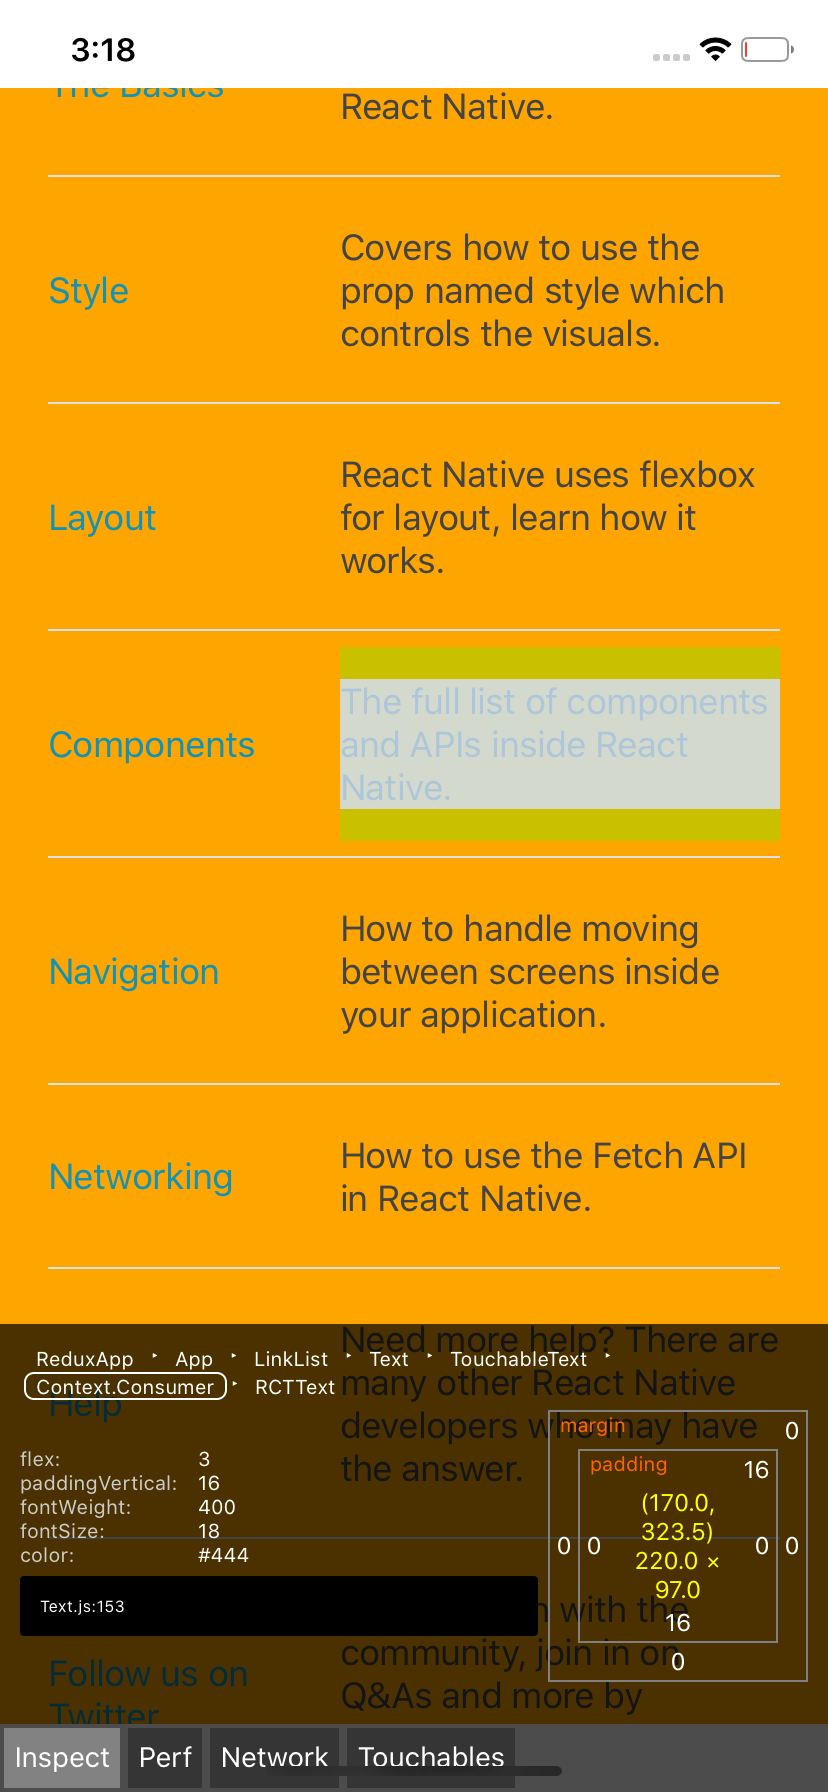 3:18
The Basics
React Native.
Style
Covers how to use the
prop named style which
controls the visuals.
Layout
React Native uses flexbox
for layout, learn how it
works.
Components
The full list of components
and APIs inside React
Native.
Navigation
How to handle moving
between screens inside
your application.
Networking
How to use the Fetch API
in React Native.
Help
Need more help? There are
many other React Native
developers who may have
the answer.
ReduxApp ‣ App ‣ LinkList ‣ Text ‣ TouchableText ‣
Context.Consumer ‣ RCTText
flex: 3
paddingVertical: 16
fontWeight: 400
fontSize: 18
color: #444
Text.js:153
margin 0
padding 16
(170.0,
323.5)
0 0 220.0 × 0 0
97.0
16
0
Follow us on
Twitter
with the
community, join in on
Q&As and more by
Inspect Perf Network Touchables